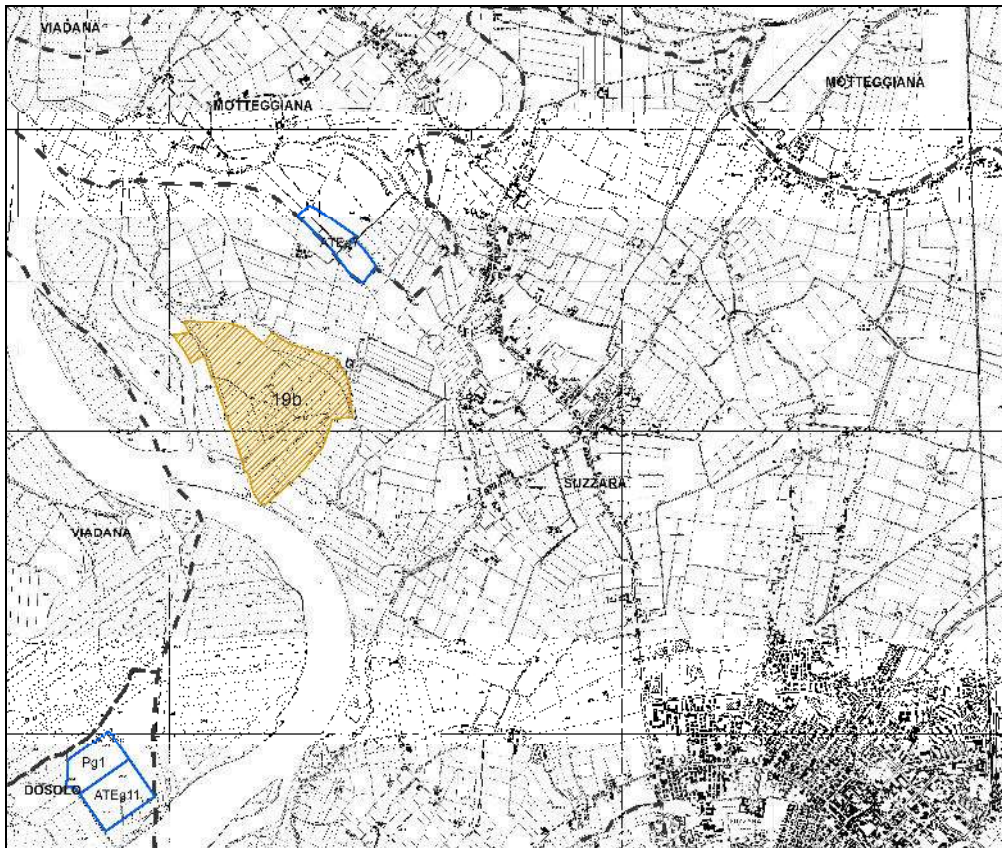 VIADANA
MOTTEGGIANA
MOTTEGGIANA
19b
SUZZARA
VIADANA
Pg1
DOSOLO
ATEg11